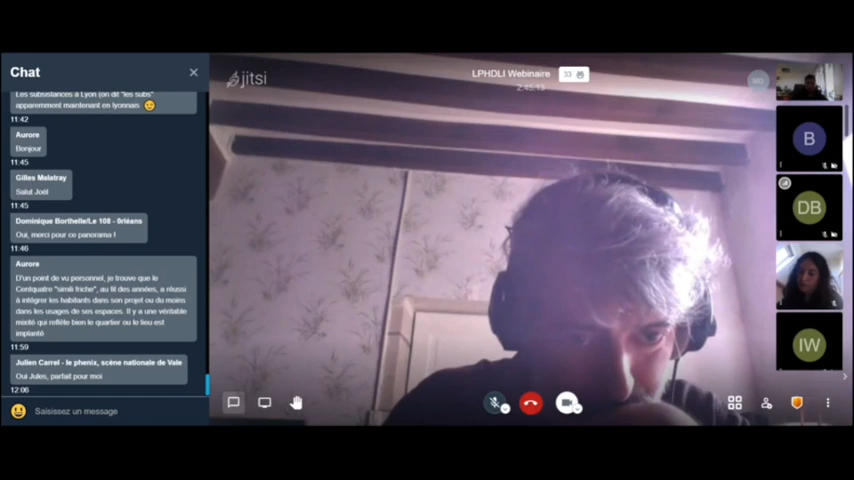 Chat
Les subsistances à Lyon (on dit "les subs"
apparemment maintenant en lyonnais
11:42
Aurore
Bonjour
11:45
Gilles Malatray
Salut Joël
11:45
Dominique Borthelle/Le 108 - Orléans
Oui, merci pour ce panorama !
11:46
Aurore
D'un point de vu personnel, je trouve que le
Centquatre "simili friche", au fil des années, a réussi
à intégrer les habitants dans son projet ou du moins
dans les usages de ses espaces. Il y a une véritable
mixité qui reflète bien le quartier ou le lieu est
implanté
11:59
Julien Carrel - le phenix, scène nationale de Vale
Oui Jules, parfait pour moi
12:06
Saisissez un message
jitsi
LPHDLI Webinaire
33
2:45:13
MD
B
DB
IW